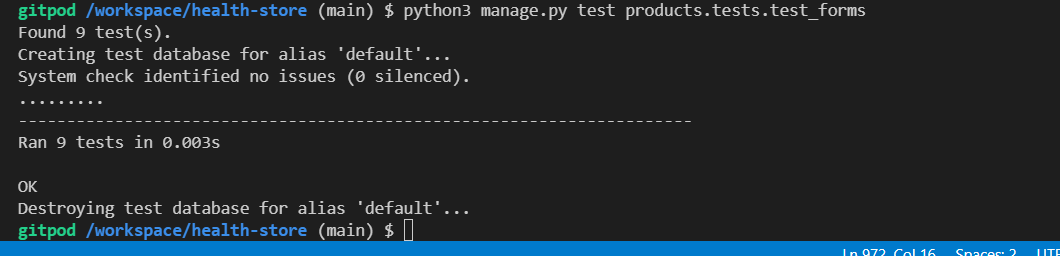 gitpod /workspace/health-store (main) $ python3 manage.py test products.tests.test_forms
Found 9 test(s).
Creating test database for alias 'default'...
System check identified no issues (0 silenced).
.........
----------------------------------------------------------------------
Ran 9 tests in 0.003s
OK
Destroying test database for alias 'default'...
gitpod /workspace/health-store (main) $
Ln 972, Col 16 Spaces: 2 UTF